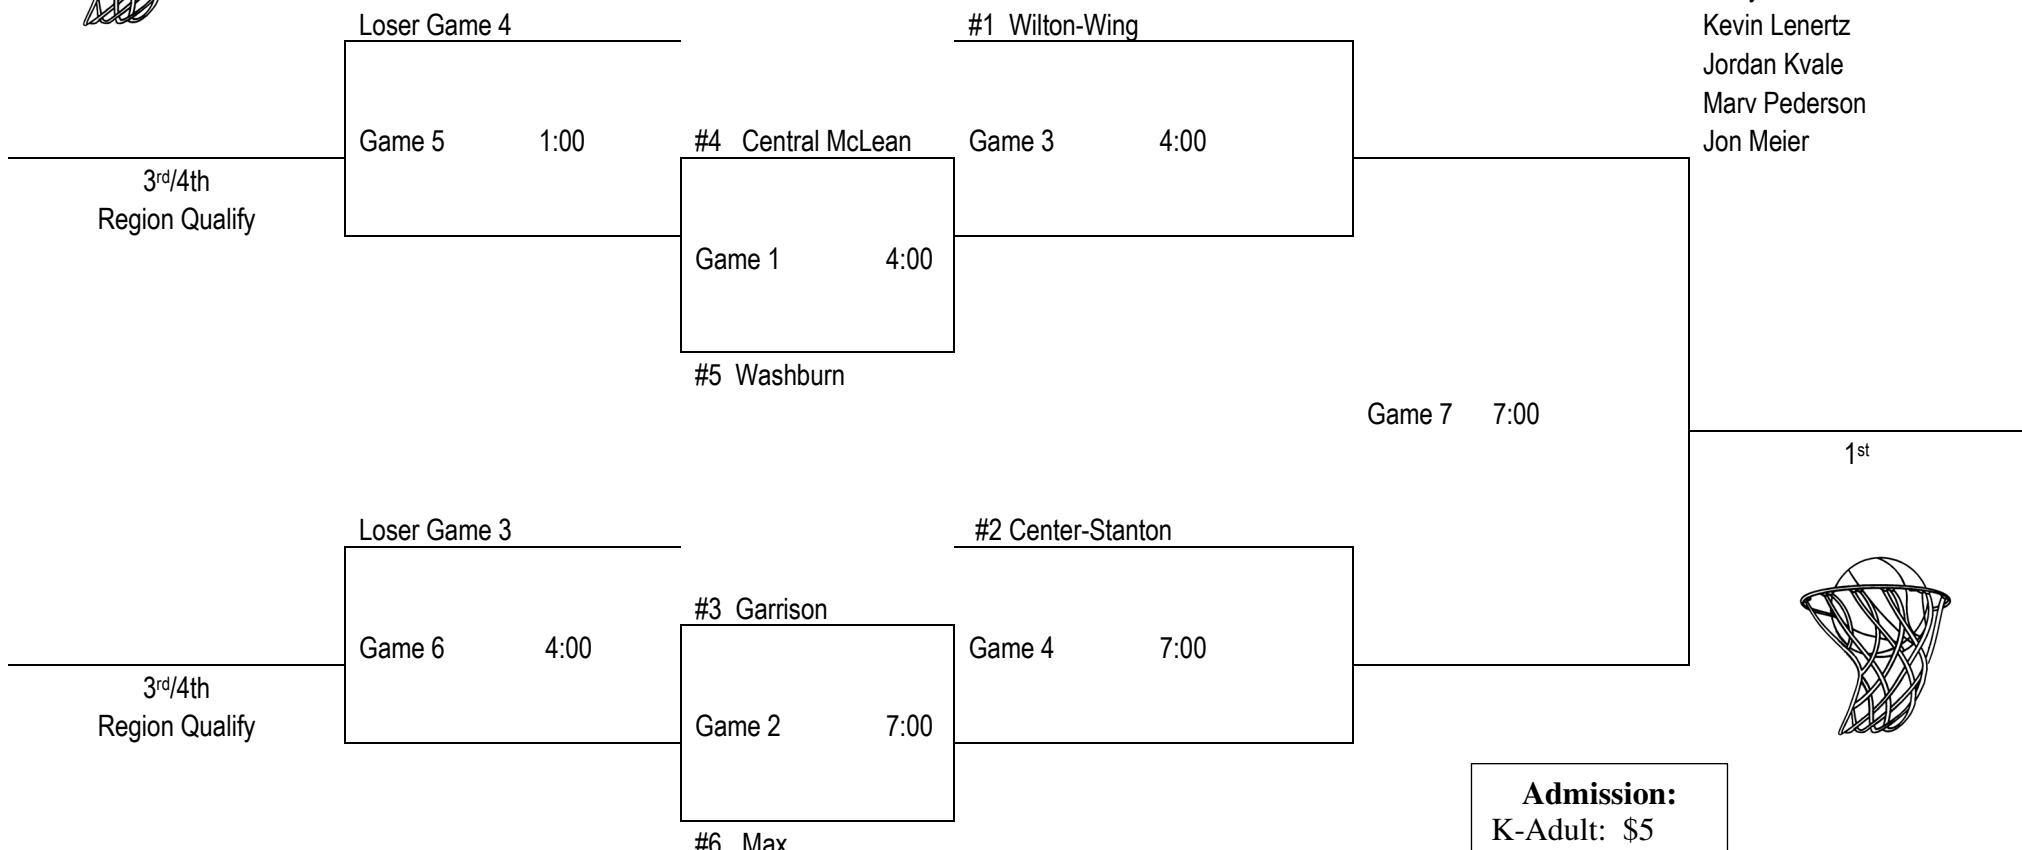 Loser Game 4
#1 Wilton-Wing
Kevin Lenertz
Jordan Kvale
Marv Pederson
Game 5 1:00
#4 Central McLean
Game 3 4:00
Jon Meier
3rd/4th
Region Qualify
Game 1 4:00
#5 Washburn
Game 7 7:00
1st
Loser Game 3
#2 Center-Stanton
#3 Garrison
Game 6 4:00
Game 4 7:00
3rd/4th
Region Qualify
Game 2 7:00
Admission:
K-Adult: $5
#6 Max